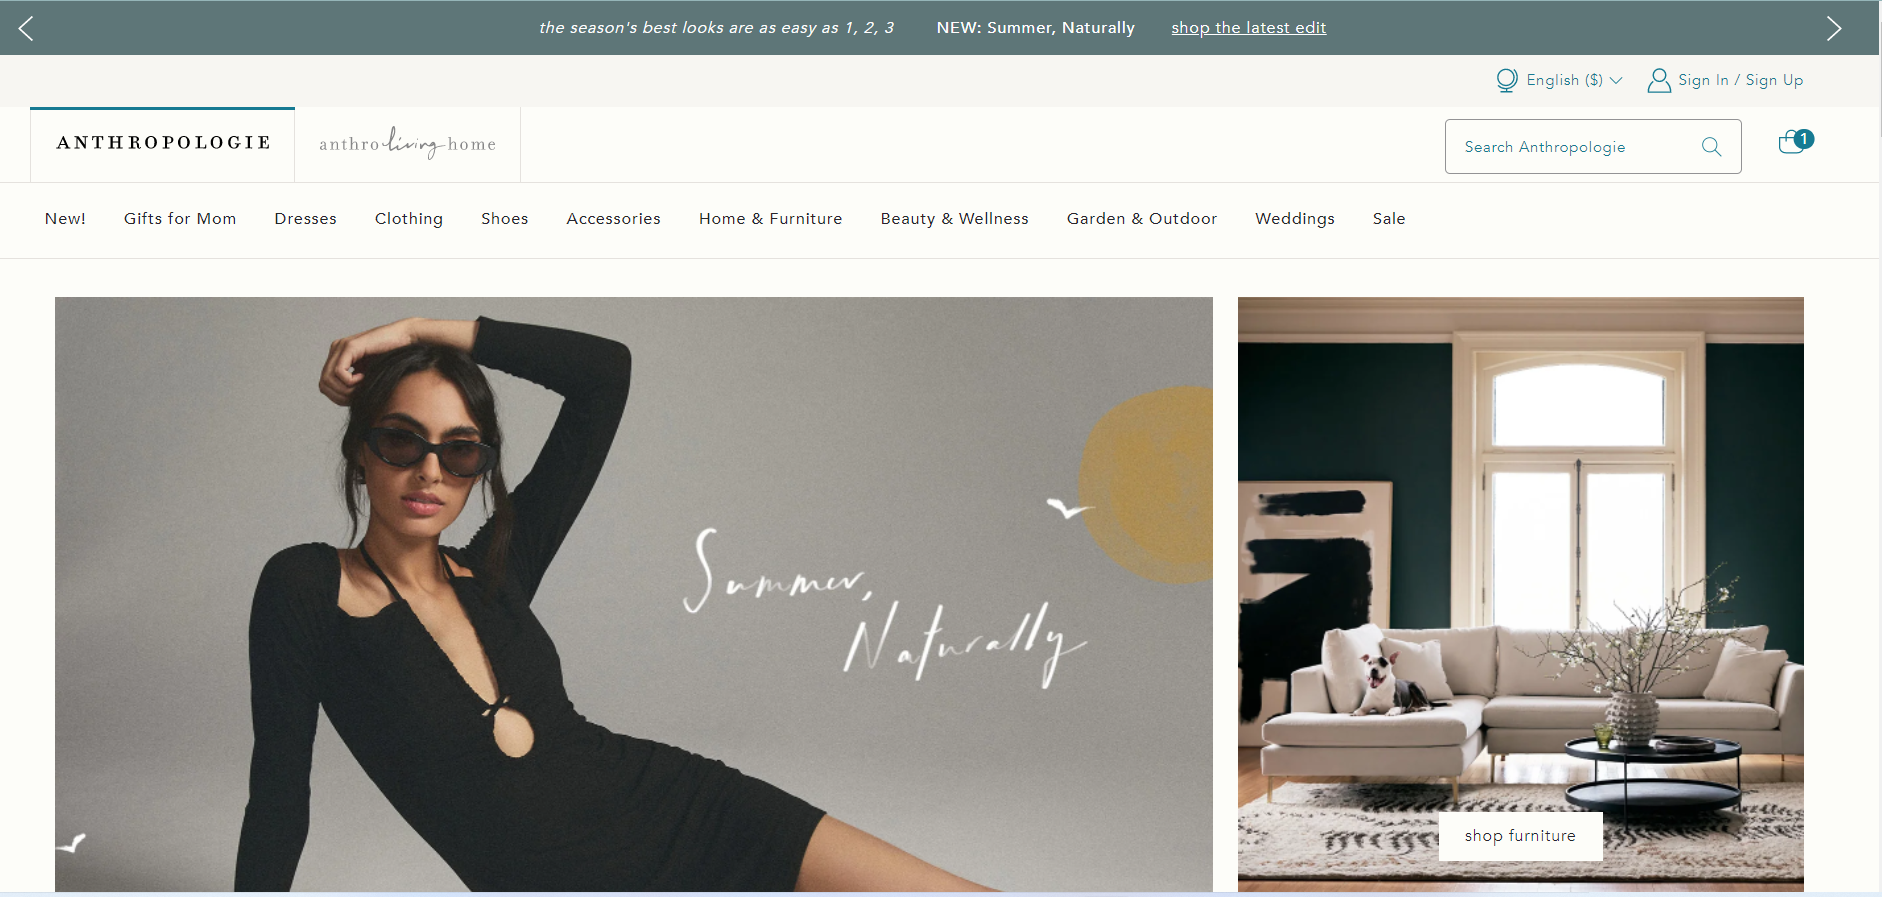 the season's best looks are as easy as 1, 2, 3 NEW: Summer, Naturally shop the latest edit
English ($) Sign In / Sign Up
ANTHROPOLOGIE anthroliving home
Search Anthropologie 1
New! Gifts for Mom Dresses Clothing Shoes Accessories Home & Furniture Beauty & Wellness Garden & Outdoor Weddings Sale
Summer,
Naturally
shop furniture